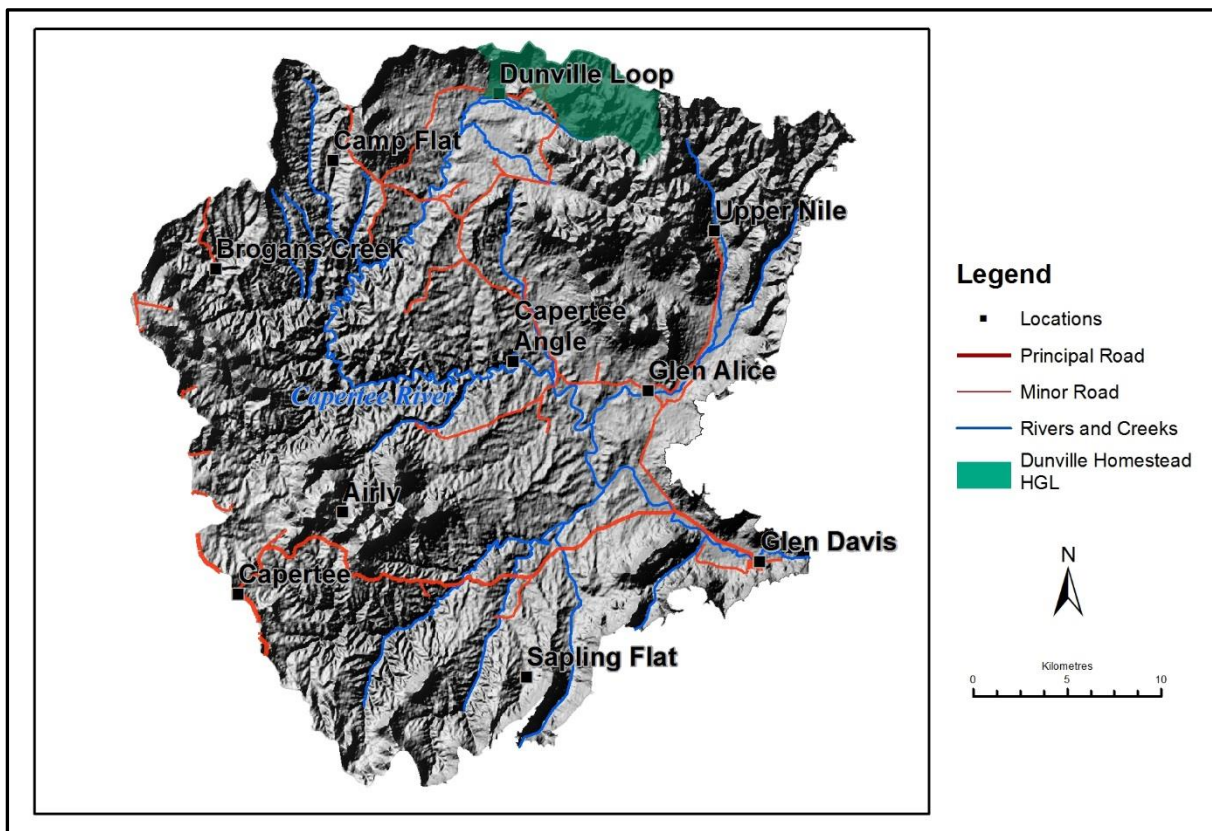 Dunville Loop
Camp Flat
Upper Nile
Brogans Creek
Capertee
Angle
Glen Alice
Capertee River
Airly
Glen Davis
Capertee
Sapling Flat
Legend
Locations
Principal Road
Minor Road
Rivers and Creeks
Dunville Homestead
HGL
N
Kilometres
0 5 10